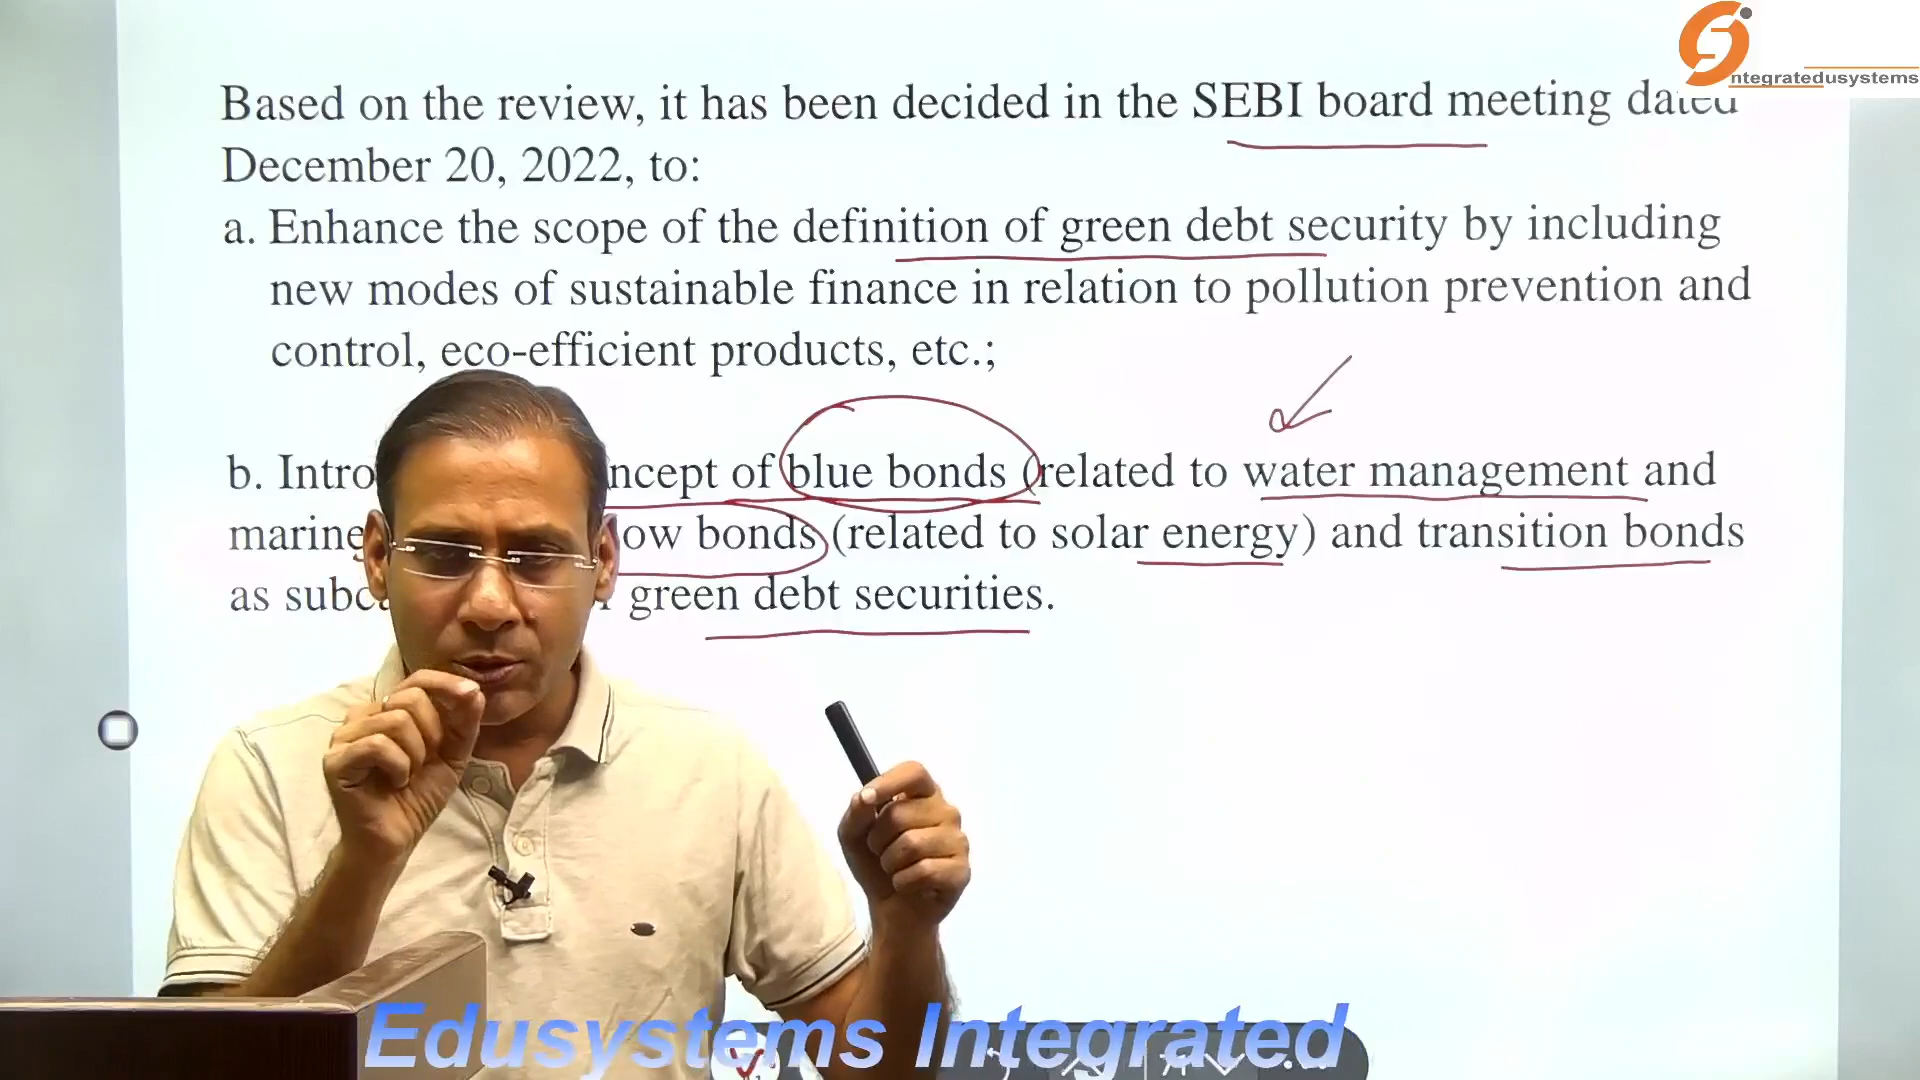 ntegratedusystems
Based on the review, it has been decided in the SEBI board meeting dated
December 20, 2022, to:
a. Enhance the scope of the definition of green debt security by including
new modes of sustainable finance in relation to pollution prevention and
control, eco-efficient products, etc.;
b. Intro ncept of blue bonds (related to water management and
marine ow bonds (related to solar energy) and transition bonds
as subca green debt securities.
Edusystems Integrated